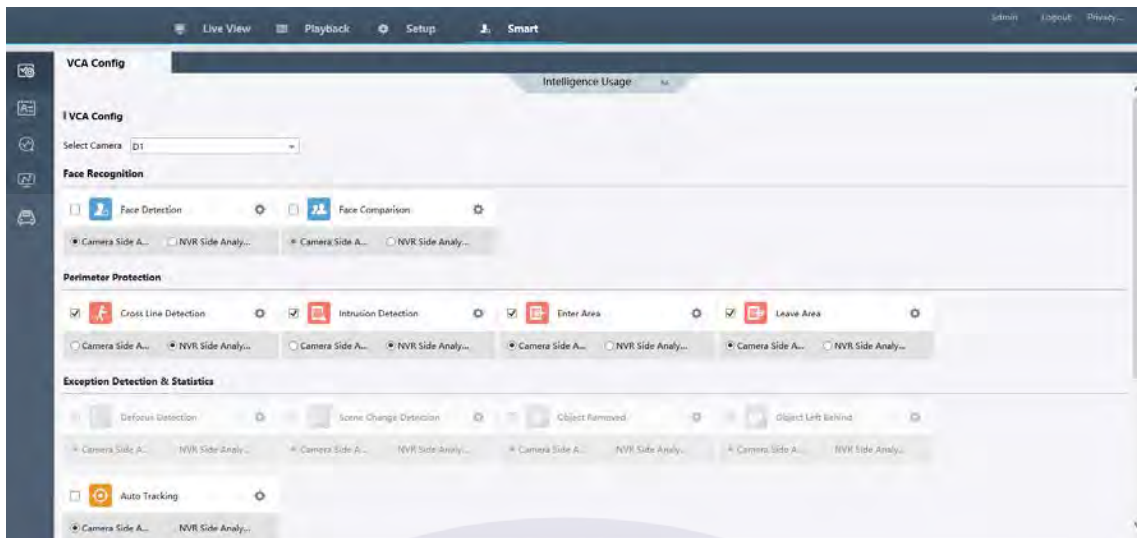 Live View Playback Setup Smart Admin Logout Privacy...
VCA Config
Intelligence Usage
VCA Config
Select Camera D1
Face Recognition
Face Detection Face Comparison
Camera Side A... NVR Side Analy... Camera Side A... NVR Side Analy...
Perimeter Protection
Cross Line Detection Intrusion Detection Enter Area Leave Area
Camera Side A... NVR Side Analy... Camera Side A... NVR Side Analy... Camera Side A... NVR Side Analy... Camera Side A... NVR Side Analy...
Exception Detection & Statistics
Defocus Detection Scene Change Detection Object Removed Object Left Behind
Camera Side A... NVR Side Analy... Camera Side A... NVR Side Analy... Camera Side A... NVR Side Analy... Camera Side A... NVR Side Analy...
Auto Tracking
Camera Side A... NVR Side Analy...